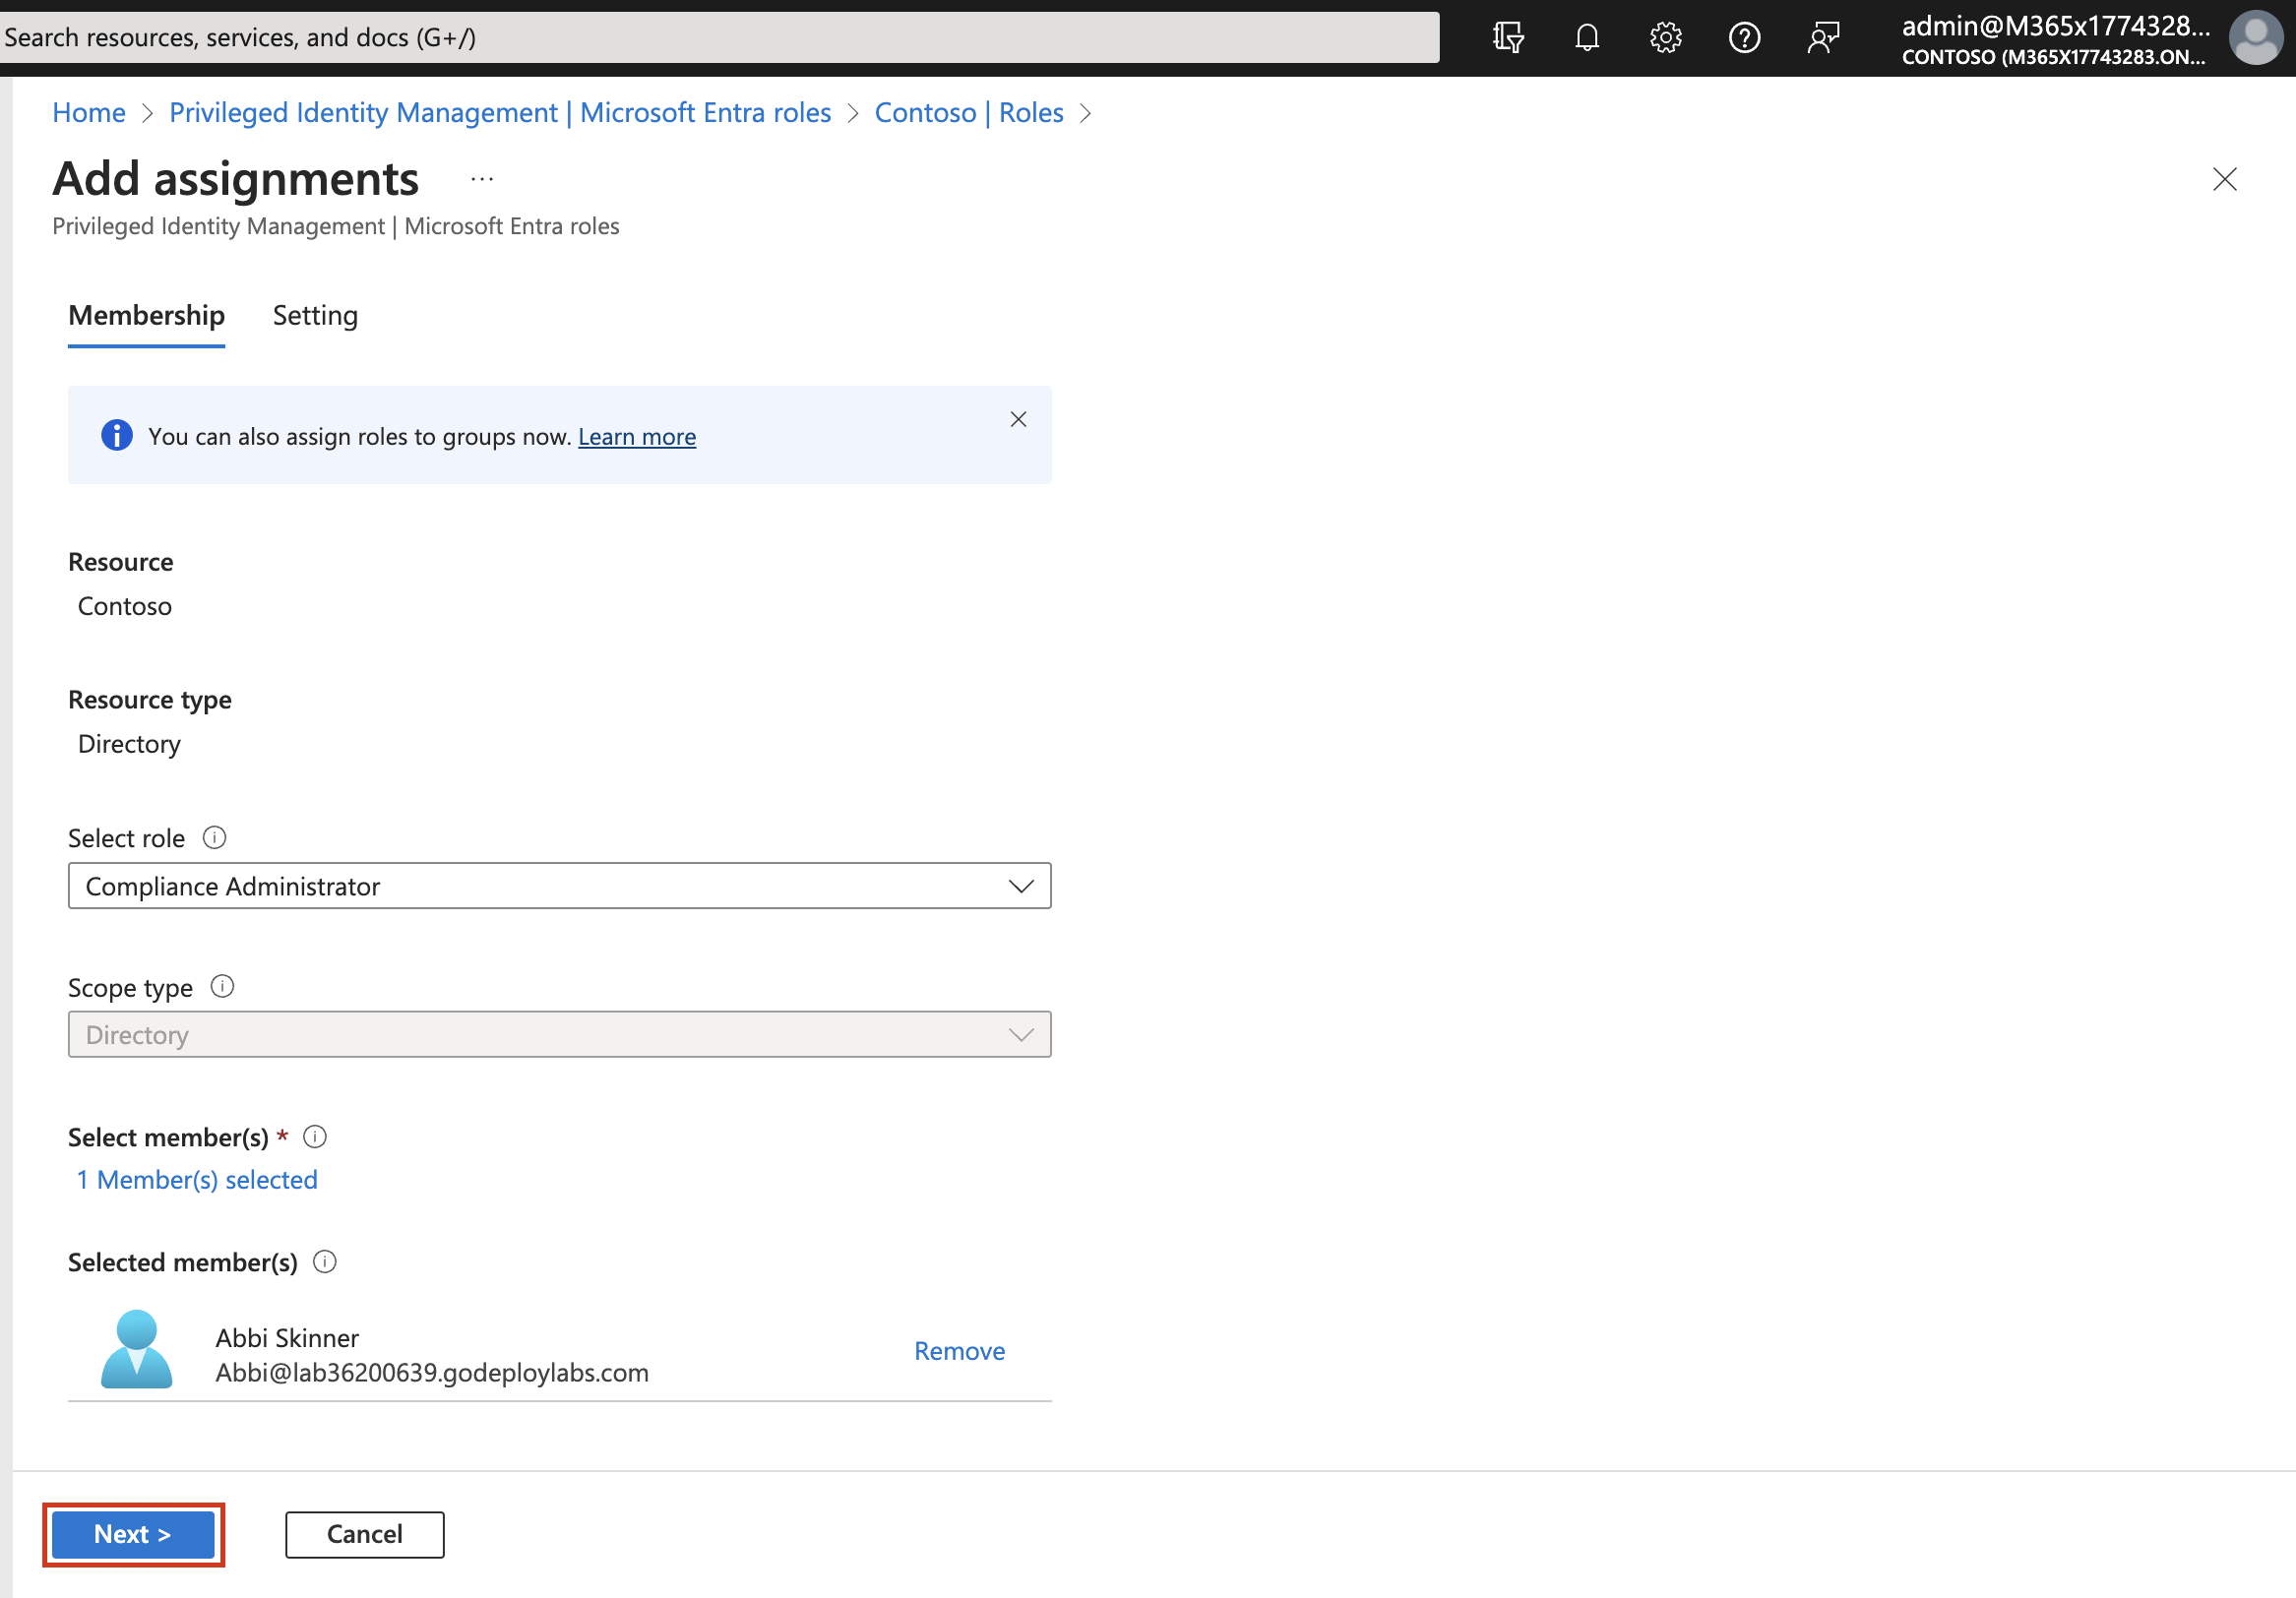 Search resources, services, and docs (G+/)
admin@M365x1774328...
CONTOSO (M365X17743283.ON...
Home > Privileged Identity Management | Microsoft Entra roles > Contoso | Roles >
Add assignments ...
Privileged Identity Management | Microsoft Entra roles
Membership Setting
You can also assign roles to groups now. Learn more
Resource
Contoso
Resource type
Directory
Select role
Compliance Administrator
Scope type
Directory
Select member(s) *
1 Member(s) selected
Selected member(s)
Abbi Skinner
Abbi@lab36200639.godeploylabs.com
Remove
Next > Cancel